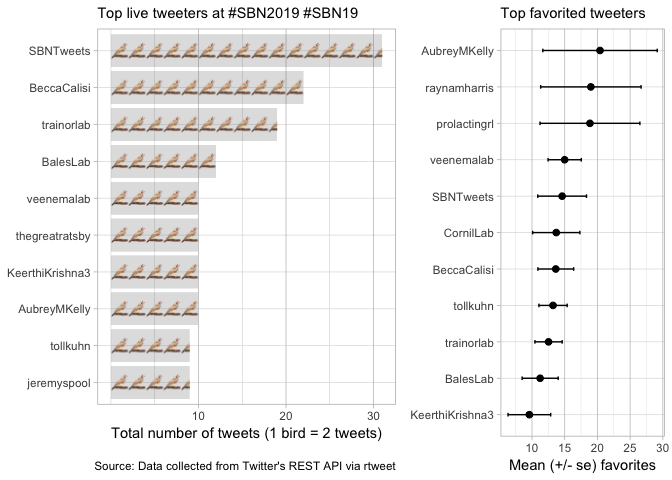 Top live tweeters at #SBN2019 #SBN19
SBNTweets
BeccaCalisi
trainorlab
BalesLab
veenemalab
thegreatratsby
KeerthiKrishna3
AubreyMKelly
tollkuhn
jeremyspool
10 20 30
Total number of tweets (1 bird = 2 tweets)
Source: Data collected from Twitter's REST API via rtweet
Top favorited tweeters
AubreyMKelly
raynamharris
prolactingrl
veenemalab
SBNTweets
CornilLab
BeccaCalisi
tollkuhn
trainorlab
BalesLab
KeerthiKrishna3
10 15 20 25 30
Mean (+/- se) favorites